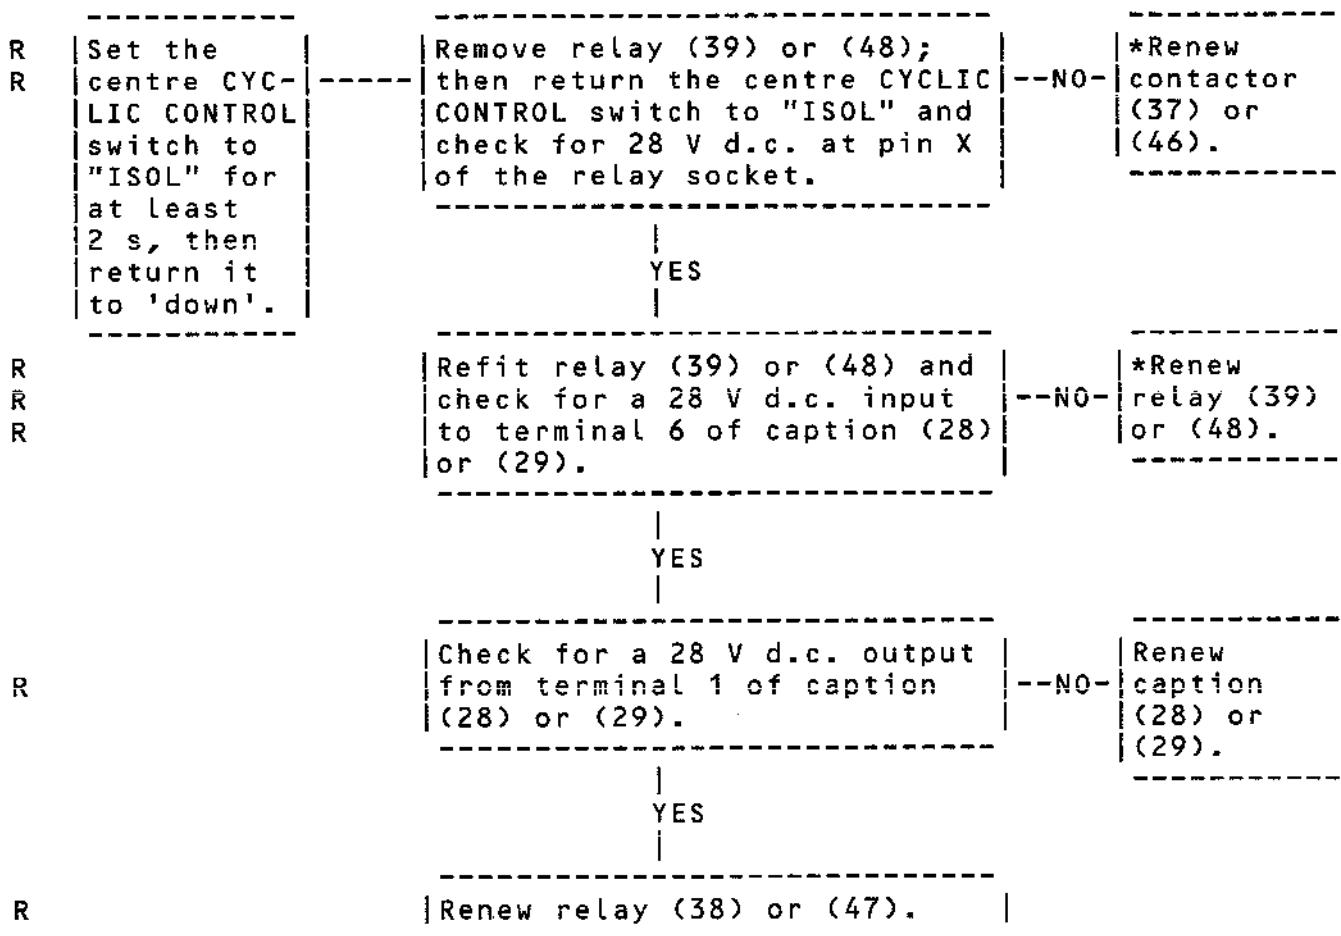 R
R
Set the
centre CYC-
LIC CONTROL
switch to
"ISOL" for
at least
2 s, then
return it
to 'down'.
Remove relay (39) or (48);
then return the centre CYCLIC
CONTROL switch to "ISOL" and
check for 28 V d.c. at pin X
of the relay socket.
NO
*Renew
contactor
(37) or
(46).
YES
R
R
R
Refit relay (39) or (48) and
check for a 28 V d.c. input
to terminal 6 of caption (28)
or (29).
NO
*Renew
relay (39)
or (48).
YES
R
Check for a 28 V d.c. output
from terminal 1 of caption
(28) or (29).
NO
Renew
caption
(28) or
(29).
YES
R
Renew relay (38) or (47).